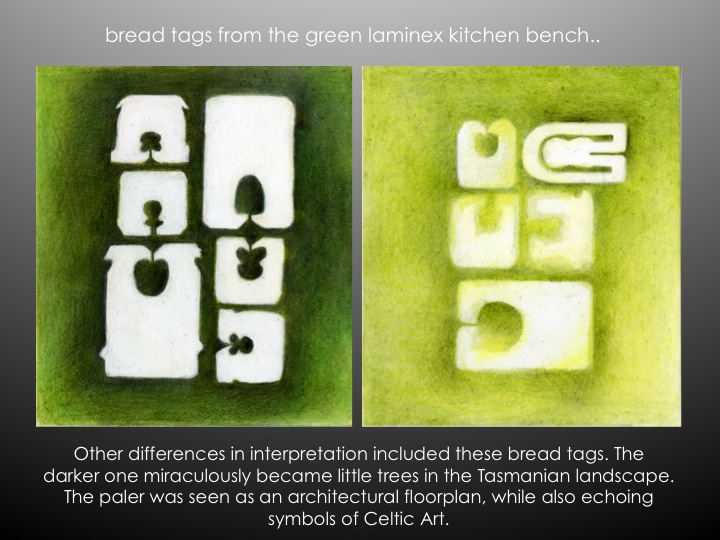 bread tags from the green laminex kitchen bench..
Other differences in interpretation included these bread tags. The
darker one miraculously became little trees in the Tasmanian landscape.
The paler was seen as an architectural floorplan, while also echoing
symbols of Celtic Art.